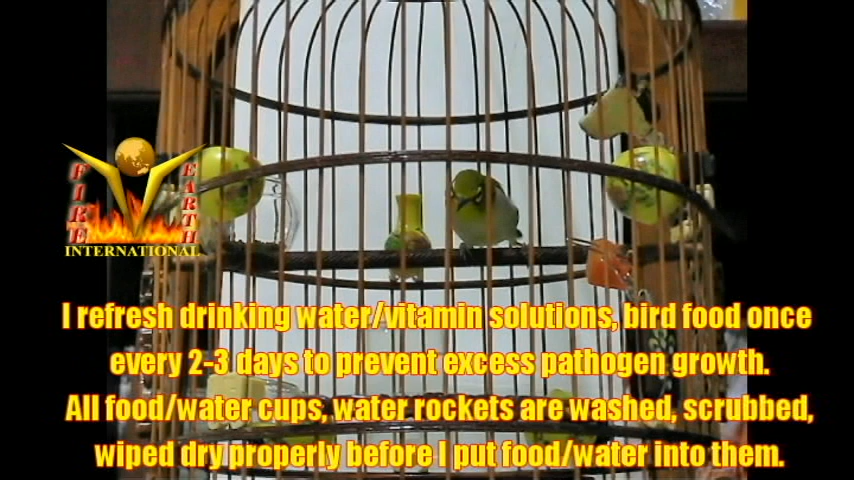 FIRE
EARTH
INTERNATIONAL
I refresh drinking water/vitamin solutions, bird food once
every 2-3 days to prevent excess pathogen growth.
All food/water cups, water rockets are washed, scrubbed,
wiped dry properly before I put food/water into them.